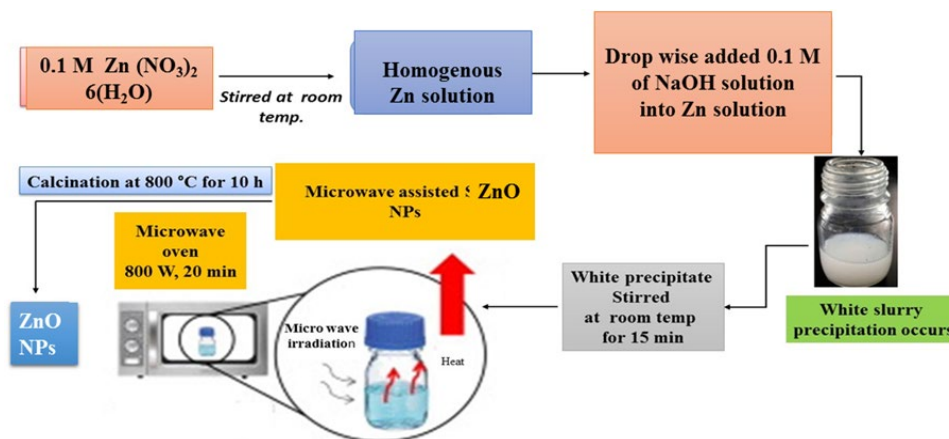 0.1 M Zn (NO₃)₂
6(H₂O)
Stirred at room
temp.
Homogenous
Zn solution
Drop wise added 0.1 M
of NaOH solution
into Zn solution
White slurry
precipitation occurs
White precipitate
Stirred
at room temp
for 15 min
Micro wave
irradiation
Heat
Microwave
oven
800 W, 20 min
Microwave assisted ZnO
NPs
Calcination at 800 °C for 10 h
ZnO
NPs